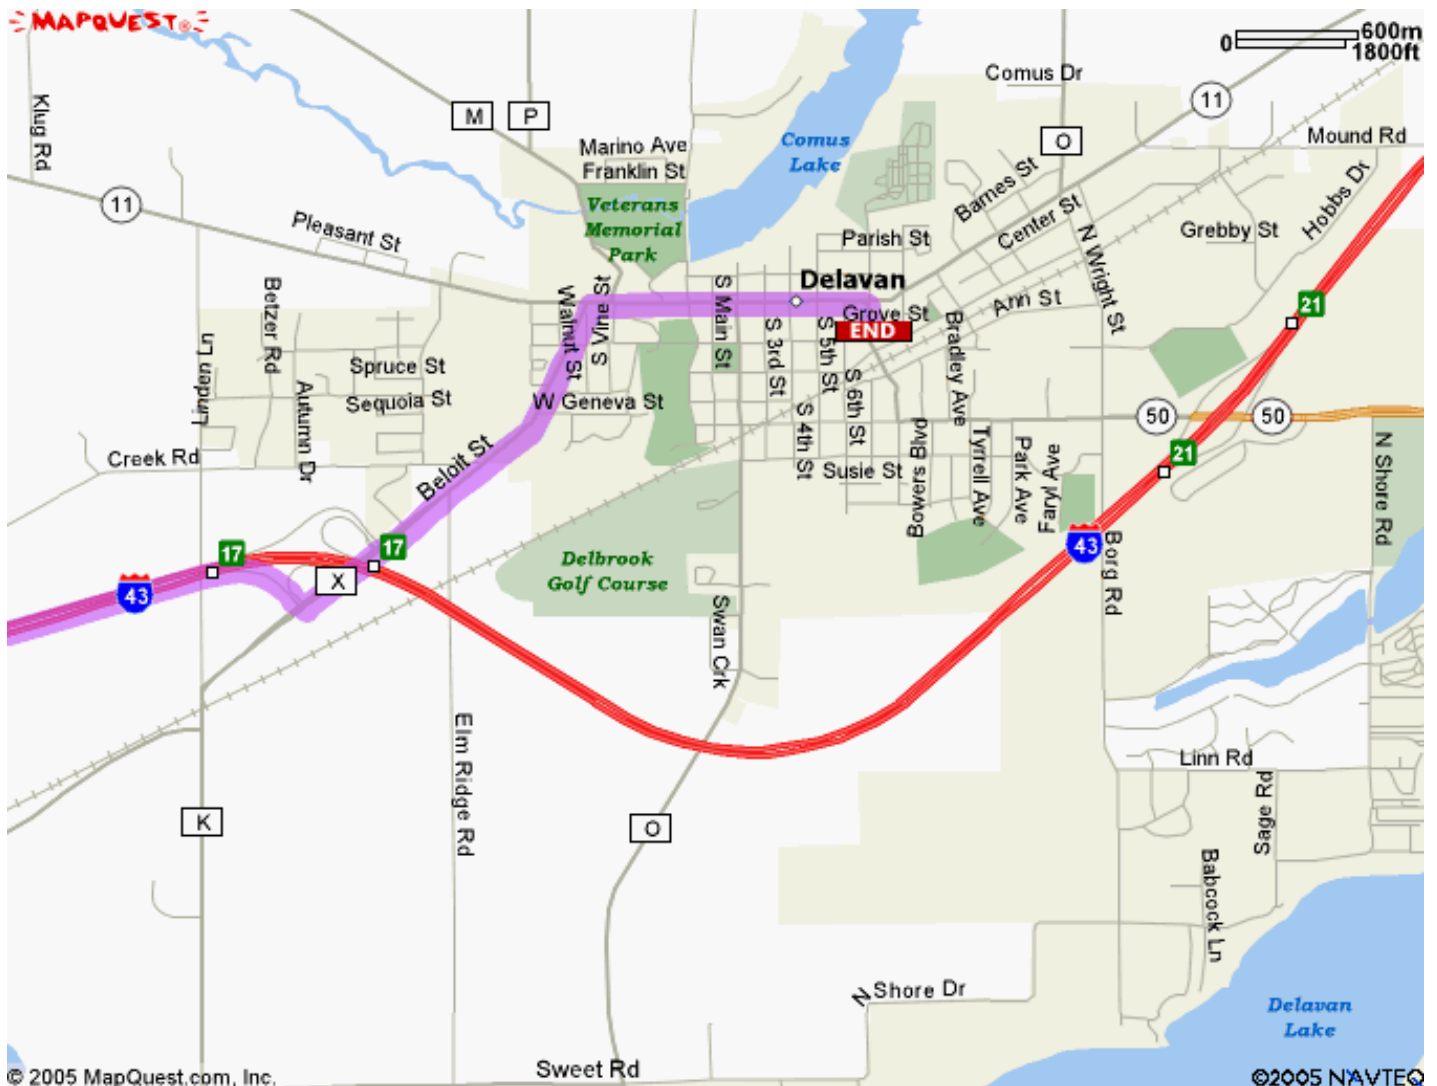 MAPQUEST®
600m
0
1800ft
Comus Dr
Klug Rd
11
M
P
O
Mound Rd
Marino Ave
Franklin St
Comus
Lake
Barnes St
Hobbs Dr
11
Veterans
Memorial
Park
Pleasant St
Center St
Parish St
Grebby St
N Wright St
Delavan
Betzer Rd
Walnut St
S Vine St
S Main St
Ann St
21
Grove St
END
S 3rd St
S 5th St
Bradley Ave
Linden Ln
Spruce St
Autumn Dr
Sequoia St
W Geneva St
S 6th St
S 4th St
50
50
Creek Rd
Beloit St
Susie St
Bowers Blvd
Tyrrell Ave
Park Ave
Faryl Ave
21
N Shore Rd
17
17
43
Borg Rd
X
43
Delbrook
Golf Course
Swan Crk
Elm Ridge Rd
Linn Rd
K
O
Sage Rd
Babcock Ln
N Shore Dr
Delavan
Lake
Sweet Rd
© 2005 MapQuest.com, Inc.
©2005 NAVTEQ